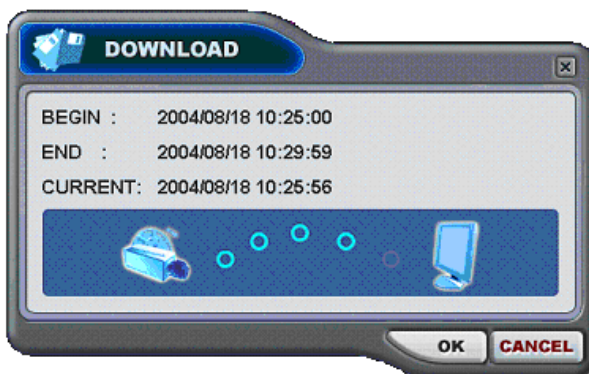 DOWNLOAD
BEGIN : 2004/08/18 10:25:00
END : 2004/08/18 10:29:59
CURRENT: 2004/08/18 10:25:56
OK CANCEL